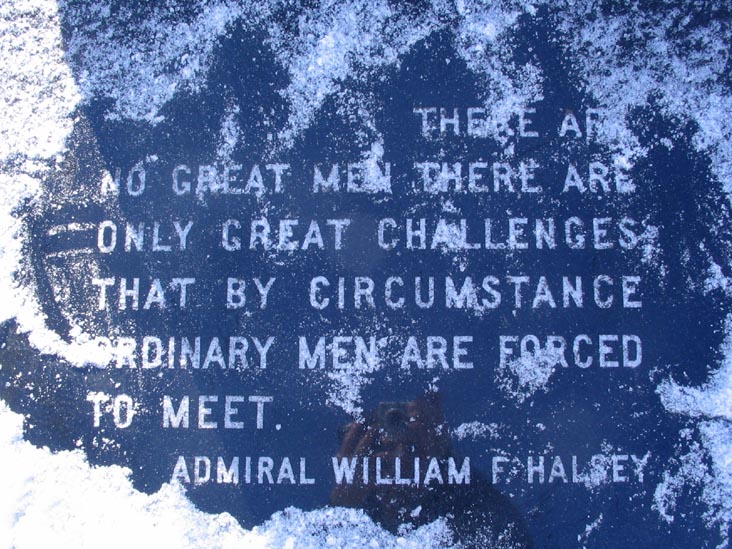 THERE ARE
NO GREAT MEN THERE ARE
ONLY GREAT CHALLENGES
THAT BY CIRCUMSTANCE
ORDINARY MEN ARE FORCED
TO MEET.
ADMIRAL WILLIAM F. HALSEY